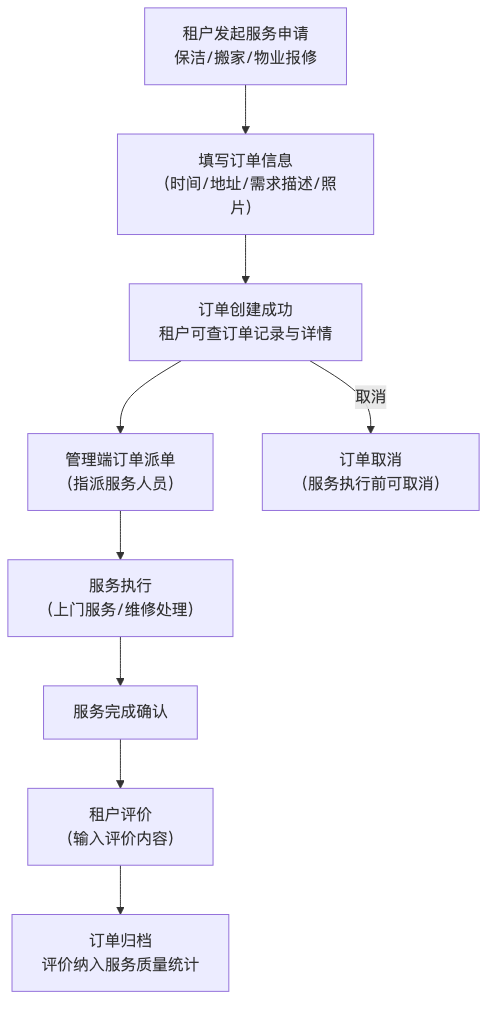 租户发起服务申请
保洁/搬家/物业报修
填写订单信息
（时间/地址/需求描述/照
片）
订单创建成功
租户可查订单记录与详情
取消
管理端订单派单
（指派服务人员）
订单取消
（服务执行前可取消）
服务执行
（上门服务/维修处理）
服务完成确认
租户评价
（输入评价内容）
订单归档
评价纳入服务质量统计